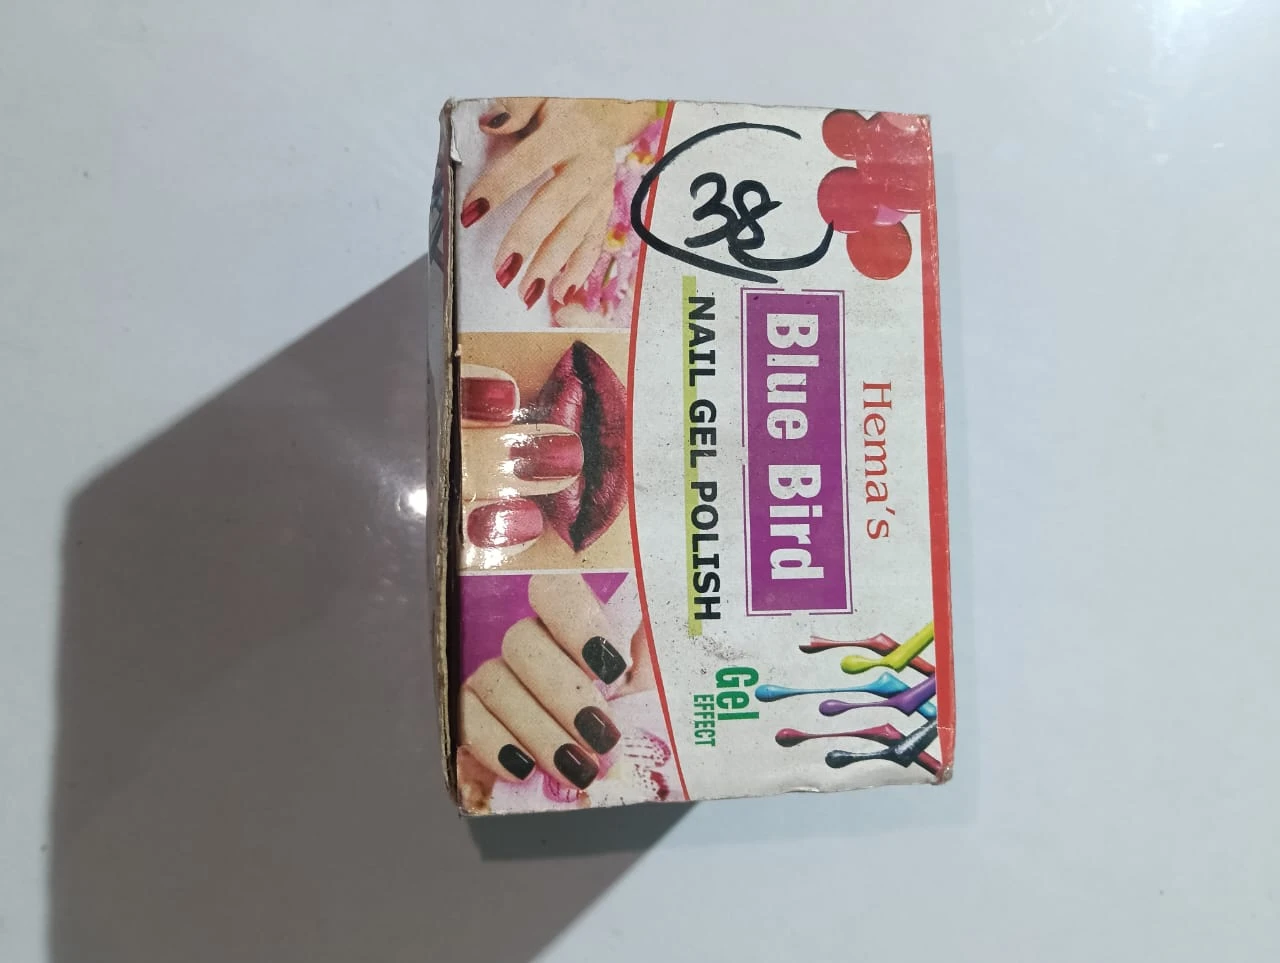 38
Hema's
Blue Bird
NAIL GEL POLISH
Gel
EFFECT